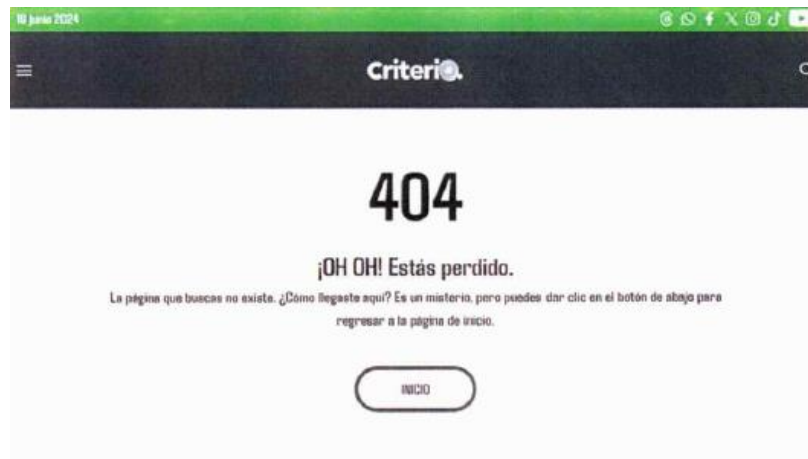 junio 2024
Criterio.
404
¡OH OH! Estás perdido.
La página que buscas no existe. ¿Cómo llegaste aquí? Es un misterio, pero puedes dar clic en el botón de abajo para
regresar a la página de inicio.
INICIO